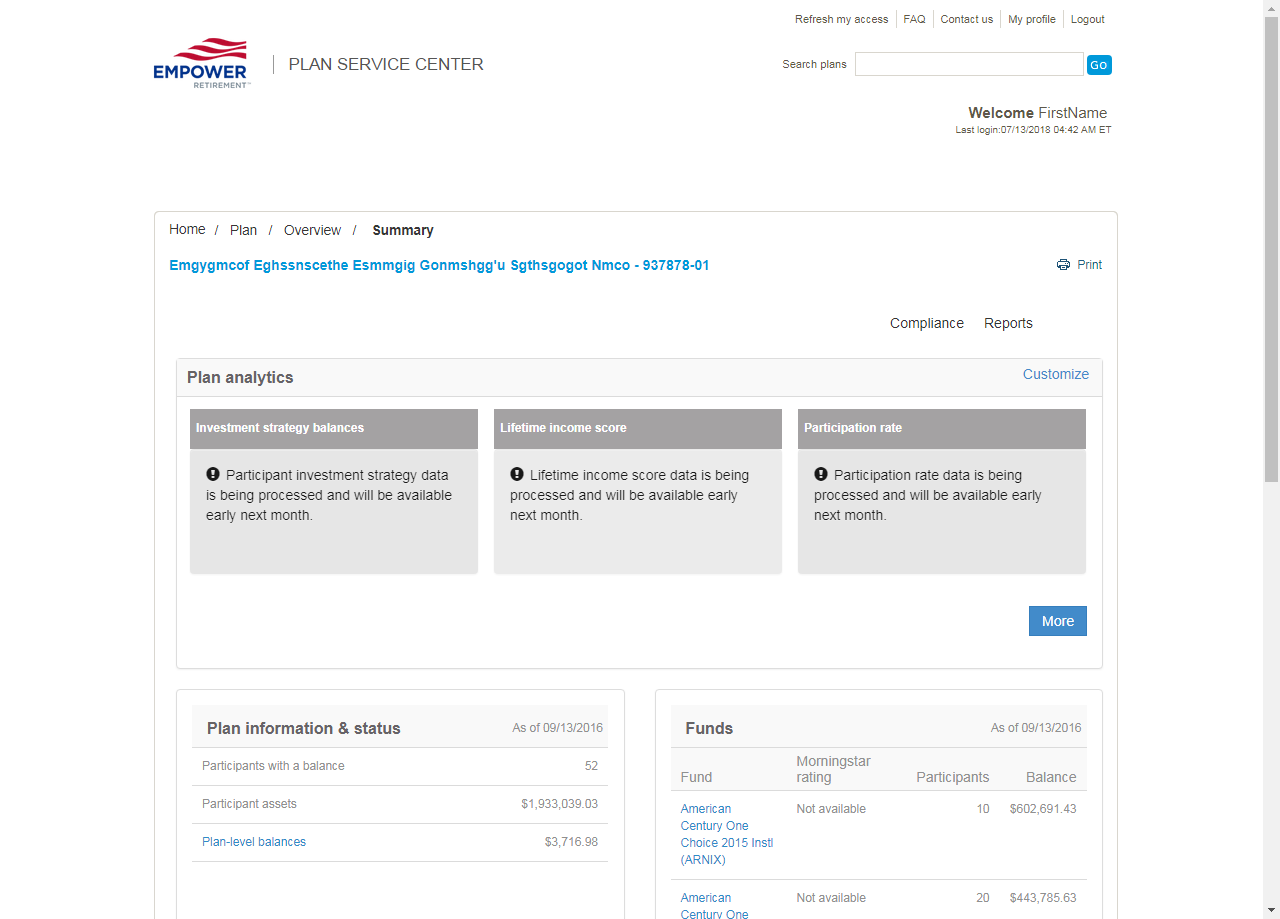 Refresh my access FAQ Contact us My profile Logout
EMPOWER
RETIREMENT™
PLAN SERVICE CENTER
Search plans Go
Welcome FirstName
Last login:07/13/2018 04:42 AM ET
Home / Plan / Overview / Summary
Emgygmcof Eghssnscethe Esmmgig Gonmshgg'u Sgthsgogot Nmco - 937878-01
Print
Compliance Reports
Plan analytics
Customize
Investment strategy balances
Participant investment strategy data
is being processed and will be available
early next month.
Lifetime income score
Lifetime income score data is being
processed and will be available early
next month.
Participation rate
Participation rate data is being
processed and will be available early
next month.
More
Plan information & status As of 09/13/2016
Participants with a balance 52
Participant assets $1,933,039.03
Plan-level balances $3,716.98
Funds As of 09/13/2016
Fund Morningstar rating Participants Balance
American Not available 10 $602,691.43
Century One
Choice 2015 Instl
(ARNIX)
American Not available 20 $443,785.63
Century One